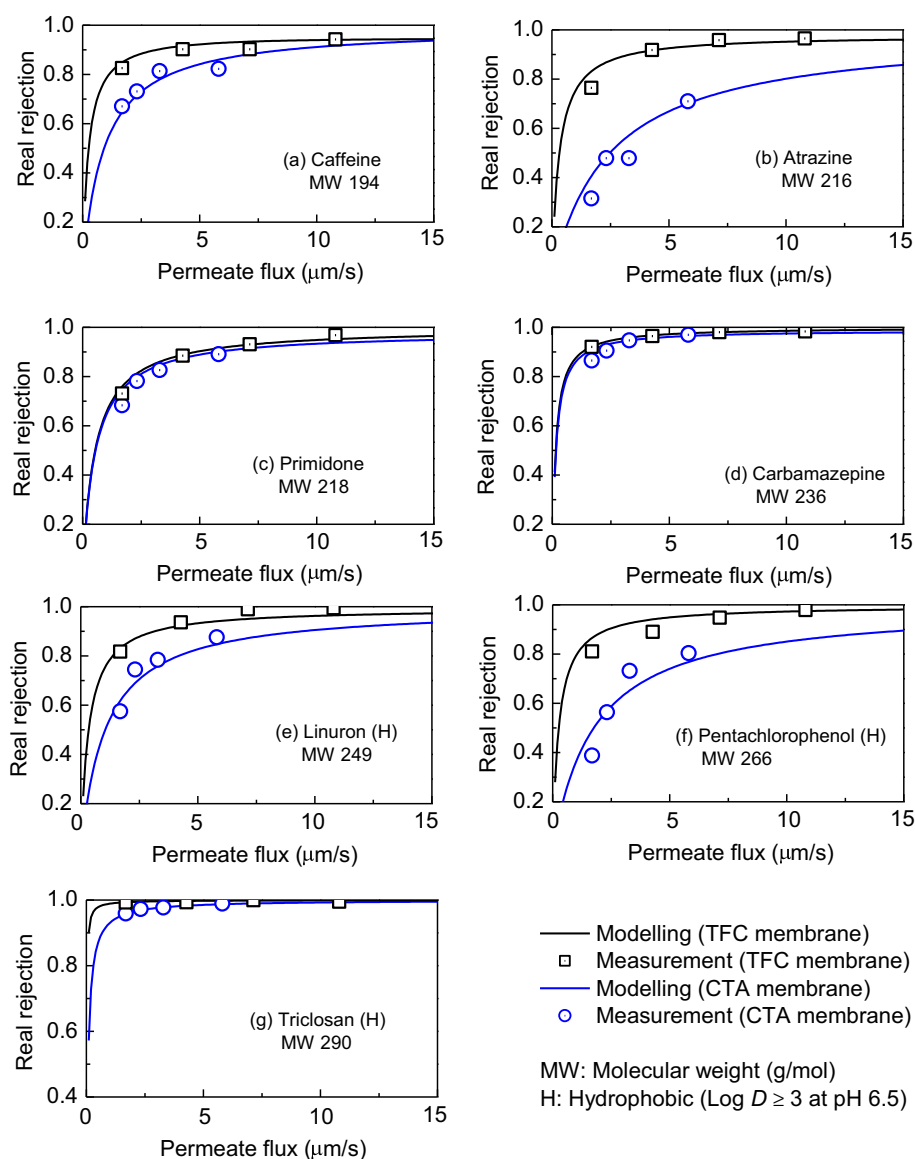 1.0
0.8
0.6
0.4
0.2
Real rejection
(a) Caffeine
MW 194
0 5 10 15
Permeate flux (μm/s)
1.0
0.8
0.6
0.4
0.2
Real rejection
(b) Atrazine
MW 216
0 5 10 15
Permeate flux (μm/s)
1.0
0.8
0.6
0.4
0.2
Real rejection
(c) Primidone
MW 218
0 5 10 15
Permeate flux (μm/s)
1.0
0.8
0.6
0.4
0.2
Real rejection
(d) Carbamazepine
MW 236
0 5 10 15
Permeate flux (μm/s)
1.0
0.8
0.6
0.4
0.2
Real rejection
(e) Linuron (H)
MW 249
0 5 10 15
Permeate flux (μm/s)
1.0
0.8
0.6
0.4
0.2
Real rejection
(f) Pentachlorophenol (H)
MW 266
0 5 10 15
Permeate flux (μm/s)
1.0
0.9
0.8
0.6
0.4
Real rejection
(g) Triclosan (H)
MW 290
0 5 10 15
Permeate flux (μm/s)
Modelling (TFC membrane)
Measurement (TFC membrane)
Modelling (CTA membrane)
Measurement (CTA membrane)
MW: Molecular weight (g/mol)
H: Hydrophobic (Log D ≥ 3 at pH 6.5)